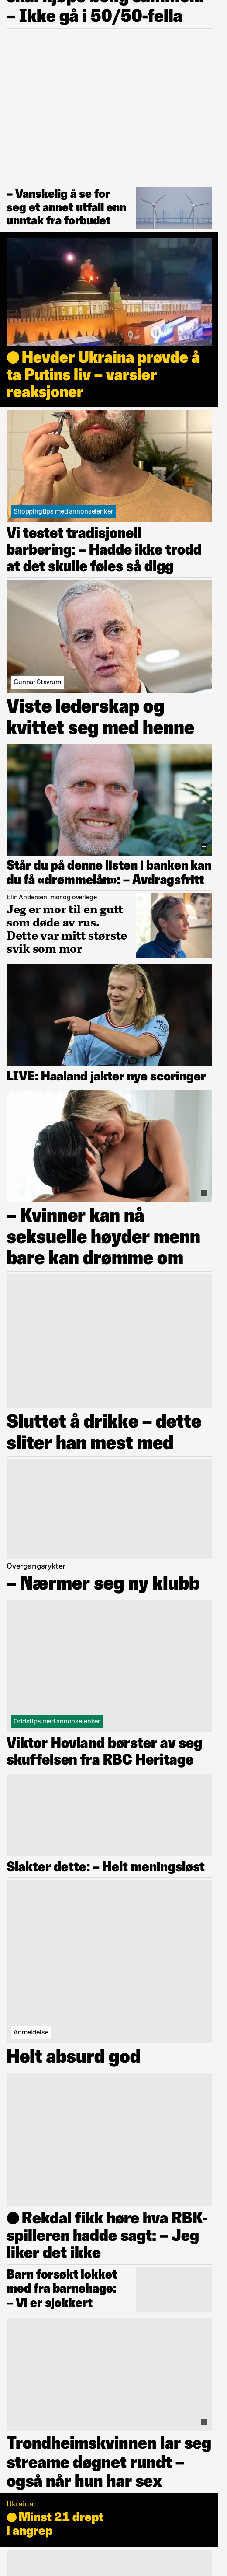 – Ikke gå i 50/50-fella
– Vanskelig å se for
seg et annet utfall enn
unntak fra forbudet
Hevder Ukraina prøvde å
ta Putins liv – varsler
reaksjoner
Shoppingtips med annonselenker
Vi testet tradisjonell
barbering: – Hadde ikke trodd
at det skulle føles så digg
Gunnar Stavrum
Viste lederskap og
kvittet seg med henne
Står du på denne listen i banken kan
du få «drømmelån»: – Avdragsfritt
Elin Andersen, mor og overlege
Jeg er mor til en gutt
som døde av rus.
Dette var mitt største
svik som mor
LIVE: Haaland jakter nye scoringer
– Kvinner kan nå
seksuelle høyder menn
bare kan drømme om
Sluttet å drikke – dette
sliter han mest med
Overgangsrykter
– Nærmer seg ny klubb
Oddstips med annonselenker
Viktor Hovland børster av seg
skuffelsen fra RBC Heritage
Slakter dette: – Helt meningsløst
Anmeldelse
Helt absurd god
Rekdal fikk høre hva RBK-
spilleren hadde sagt: – Jeg
liker det ikke
Barn forsøkt lokket
med fra barnehage:
– Vi er sjokkert
Trondheimskvinnen lar seg
streame døgnet rundt –
også når hun har sex
Ukraina:
Minst 21 drept
i angrep